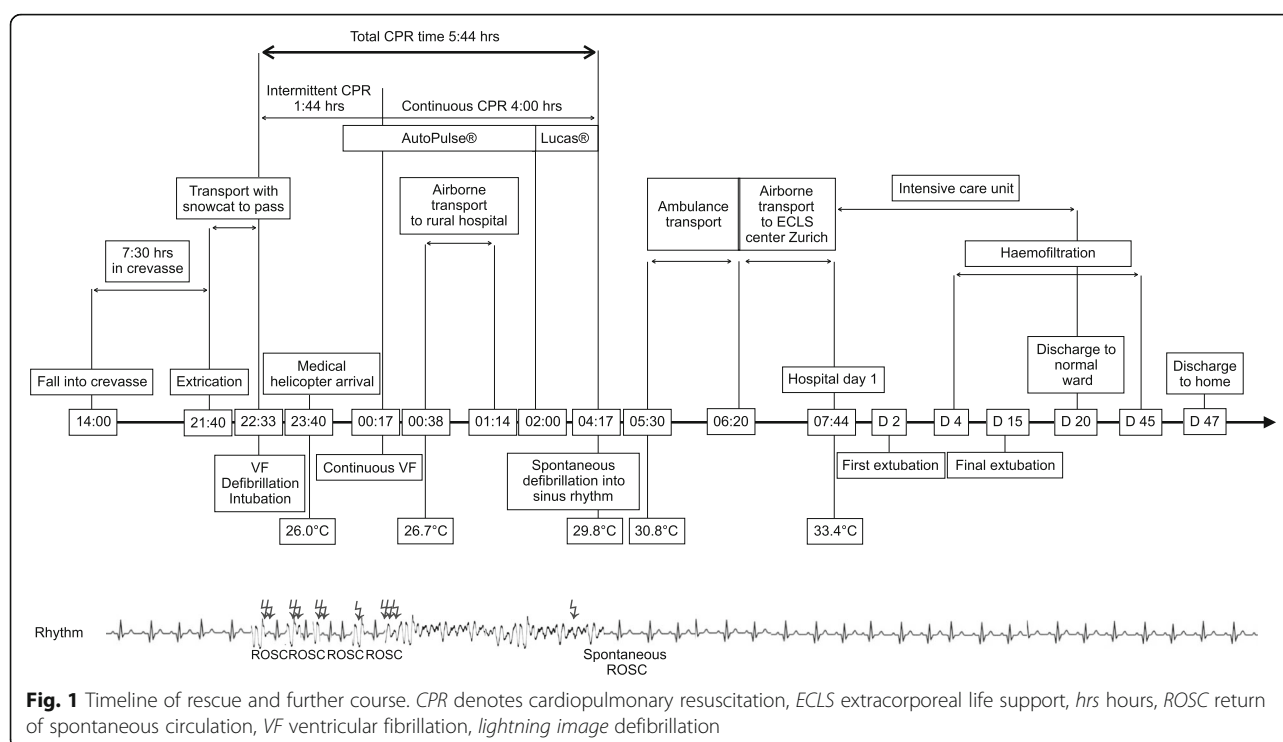 Total CPR time 5:44 hrs
Intermittent CPR
1:44 hrs
Continuous CPR 4:00 hrs
AutoPulse®
Lucas®
Transport with
snowcat to pass
Airborne
transport
to rural hospital
Ambulance
transport
Airborne
transport
to ECLS
center Zurich
Intensive care unit
7:30 hrs
in crevasse
Haemofiltration
Fall into crevasse
Extrication
Medical
helicopter arrival
Hospital day 1
Discharge to
normal
ward
Discharge
to home
14:00
21:40
22:33
23:40
00:17
00:38
01:14
02:00
04:17
05:30
06:20
07:44
D 2
D 4
D 15
D 20
D 45
D 47
VF
Defibrillation
Intubation
Continuous VF
Spontaneous
defibrillation into
sinus rhythm
First extubation
Final extubation
26.0°C
26.7°C
29.8°C
30.8°C
33.4°C
Rhythm
ROSC
ROSC
ROSC
ROSC
Spontaneous
ROSC
Fig. 1 Timeline of rescue and further course. CPR denotes cardiopulmonary resuscitation, ECLS extracorporeal life support, hrs hours, ROSC return
of spontaneous circulation, VF ventricular fibrillation, lightning image defibrillation